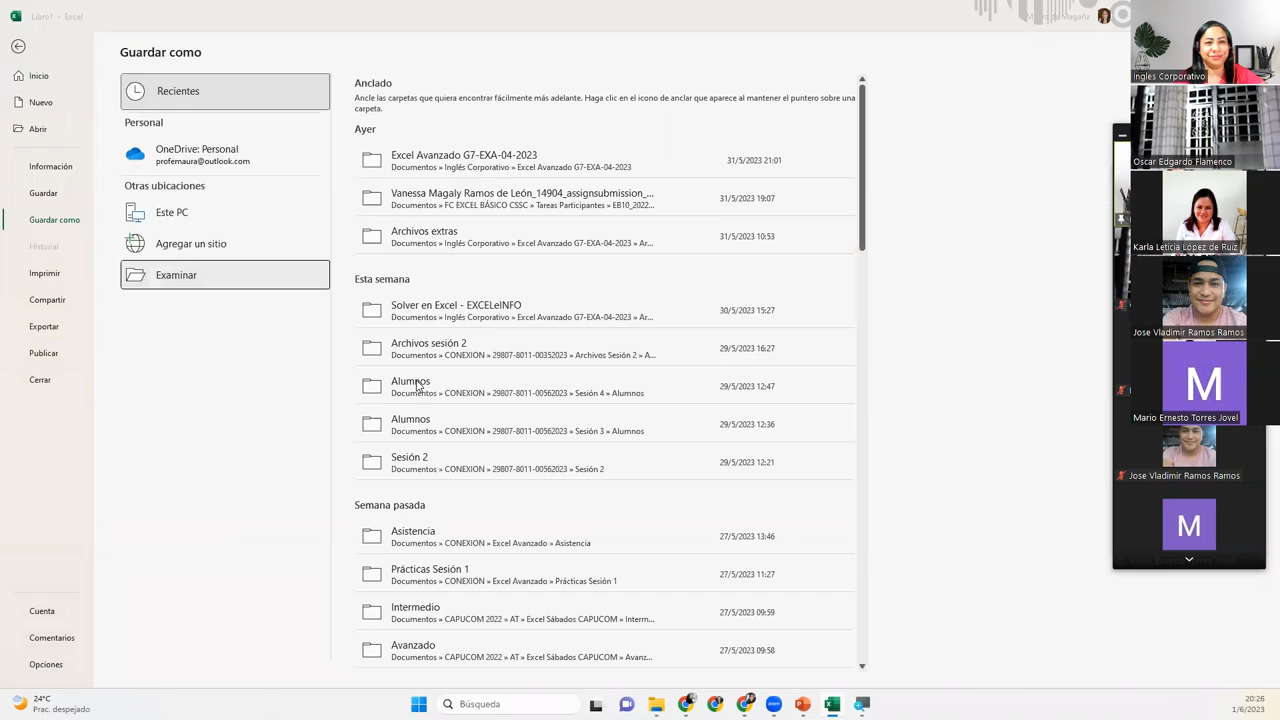 Libro1 - Excel
Guardar como
Inicio
Nuevo
Abrir
Información
Guardar
Guardar como
Historial
Imprimir
Compartir
Exportar
Publicar
Cerrar
Cuenta
Comentarios
Opciones
Recientes
Personal
OneDrive: Personal
profemaura@outlook.com
Otras ubicaciones
Este PC
Agregar un sitio
Examinar
Anclado
Ancle las carpetas que quiera encontrar fácilmente más adelante. Haga clic en el icono de anclar que aparece al mantener el puntero sobre una
carpeta.
Ayer
Excel Avanzado G7-EXA-04-2023
Documentos » Inglés Corporativo » Excel Avanzado G7-EXA-04-2023
31/5/2023 21:01
Vanessa Magaly Ramos de León_14904_assignsubmission_...
Documentos » FC EXCEL BÁSICO CSSC » Tareas Participantes » EB10_2022...
31/5/2023 19:07
Archivos extras
Documentos » Inglés Corporativo » Excel Avanzado G7-EXA-04-2023 » Ar...
31/5/2023 10:53
Esta semana
Solver en Excel - EXCELeINFO
Documentos » Inglés Corporativo » Excel Avanzado G7-EXA-04-2023 » Ar...
30/5/2023 15:27
Archivos sesión 2
Documentos » CONEXION » 29807-8011-00352023 » Archivos Sesión 2 » A...
29/5/2023 16:27
Alumnos
Documentos » CONEXION » 29807-8011-00562023 » Sesión 4 » Alumnos
29/5/2023 12:47
Alumnos
Documentos » CONEXION » 29807-8011-00562023 » Sesión 3 » Alumnos
29/5/2023 12:36
Sesión 2
Documentos » CONEXION » 29807-8011-00562023 » Sesión 2
29/5/2023 12:21
Semana pasada
Asistencia
Documentos » CONEXION » Excel Avanzado » Asistencia
27/5/2023 13:46
Prácticas Sesión 1
Documentos » CONEXION » Excel Avanzado » Prácticas Sesión 1
27/5/2023 11:27
Intermedio
Documentos » CAPUCOM 2022 » AT » Excel Sábados CAPUCOM » Interm...
27/5/2023 09:59
Avanzado
Documentos » CAPUCOM 2022 » AT » Excel Sábados CAPUCOM » Avanz...
27/5/2023 09:58
Ingles Corporativo
Oscar Edgardo Flamenco
Karla Leticia López de Ruiz
Jose Vladimir Ramos Ramos
M
Mario Ernesto Torres Jovel
Jose Vladimir Ramos Ramos
M
24°C
Prac. despejado
Búsqueda
20:26
1/6/2023